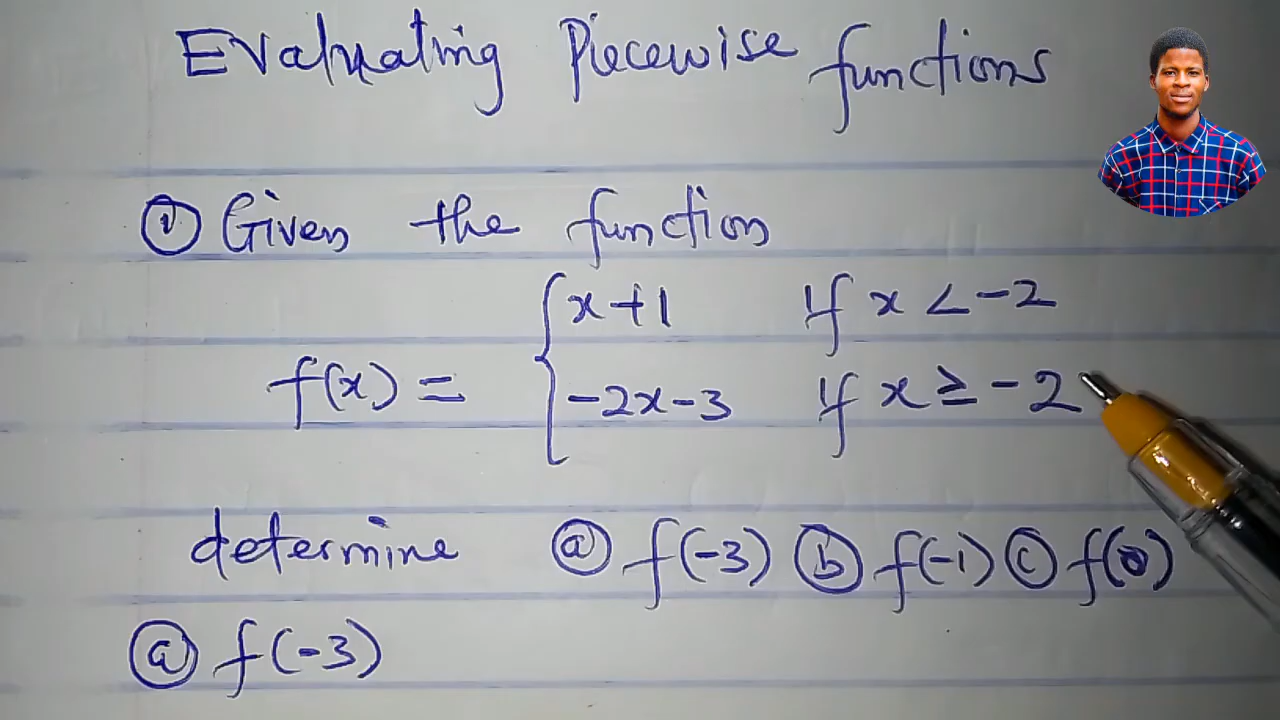 Evaluating Piecewise functions
① Given the function
x+1 if x < -2
f(x) =
-2x-3 if x ≥ -2
determine ⓐ f(-3) ⓑ f(-1) ⓒ f(0)
ⓐ f(-3)